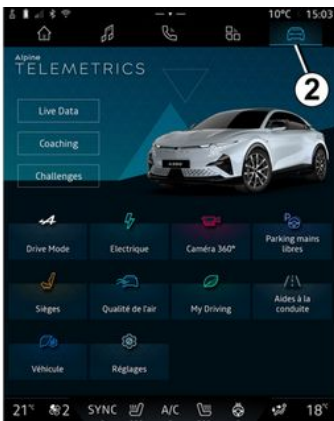 10°C 15:03
Alpine
TELEMETRICS
2
Live Data
Coaching
Challenges
Drive Mode
Electrique
Caméra 360°
Parking mains
libres
Sièges
Qualité de l'air
My Driving
Aides à la
conduite
Véhicule
Réglages
21°C 2 SYNC A/C 18°C